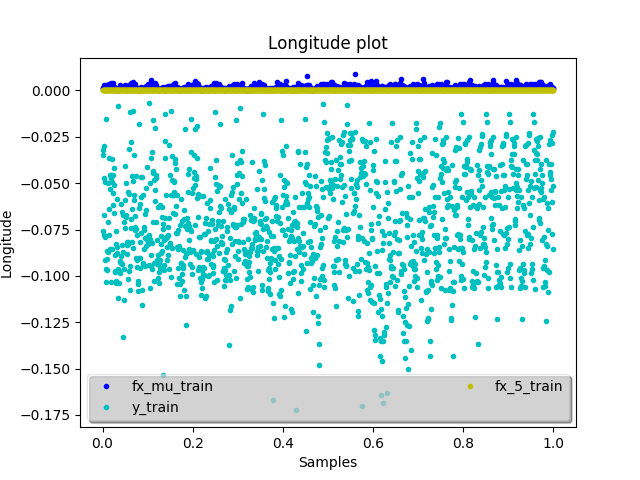 Longitude plot
0.000
−0.025
−0.050
−0.075
−0.100
−0.125
−0.150
−0.175
Longitude
fx_mu_train
y_train
fx_5_train
0.0 0.2 0.4 0.6 0.8 1.0
Samples